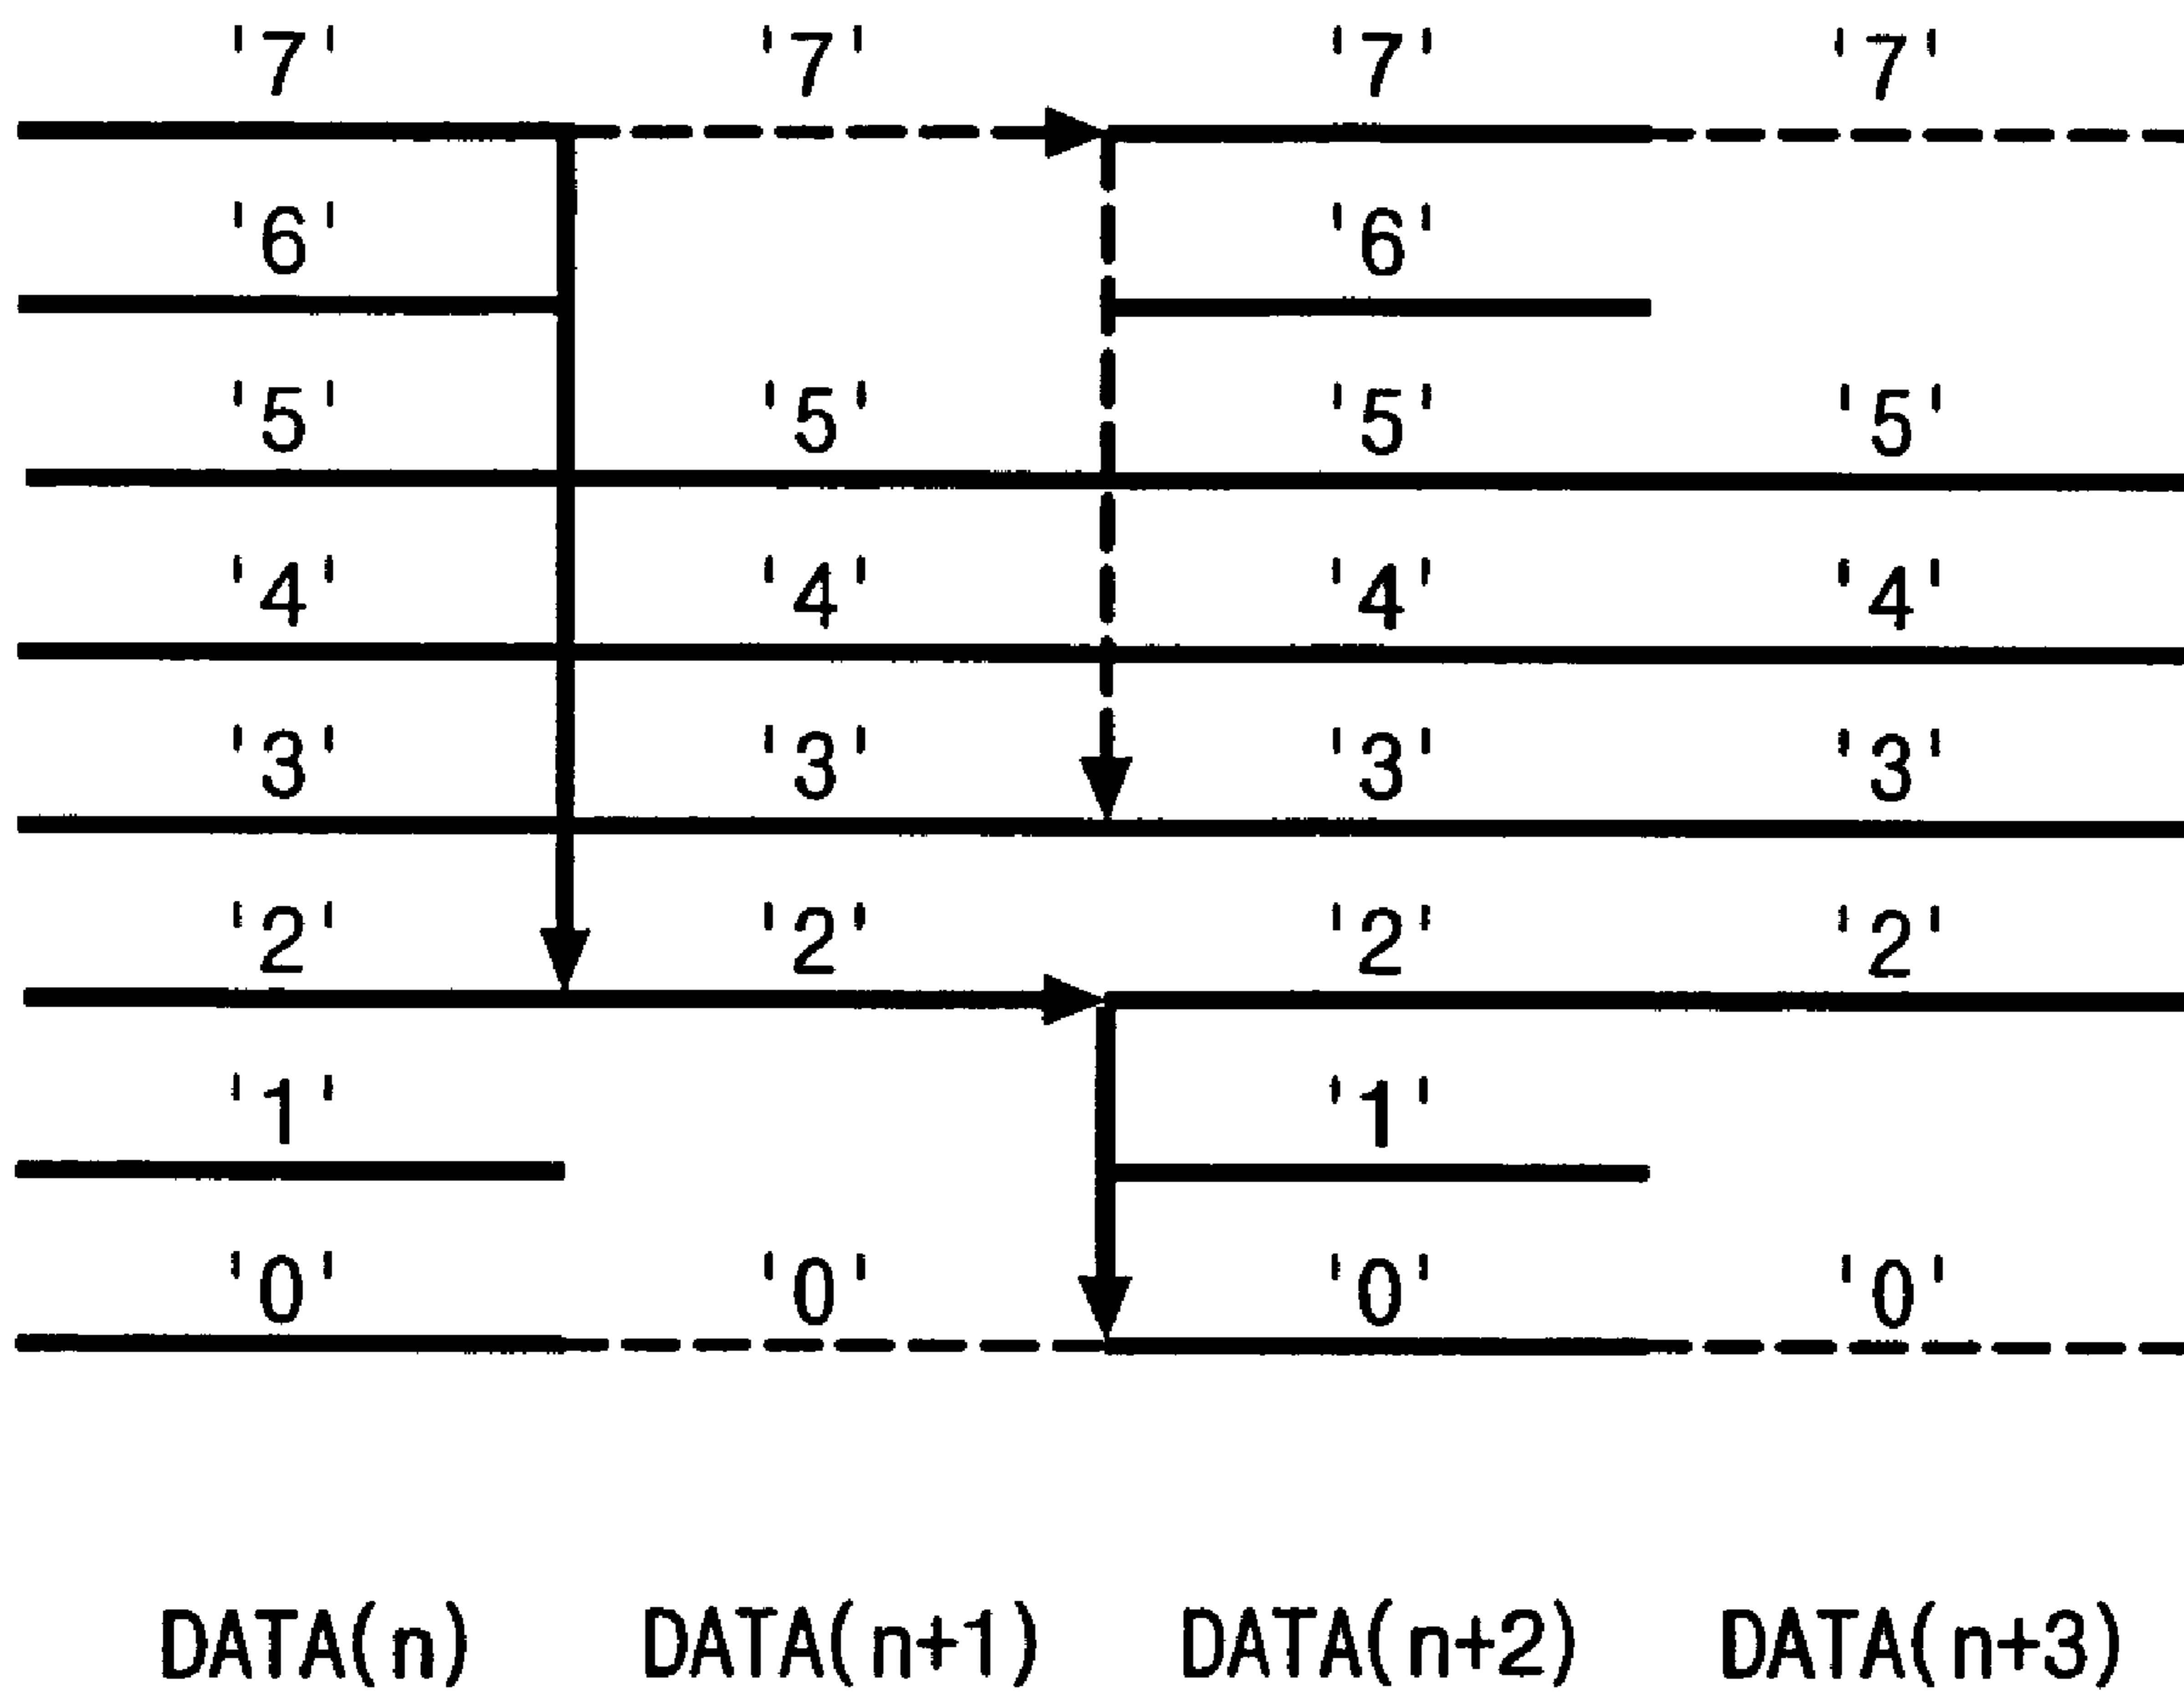 '7' '7' '7' '7'
'6' '6'
'5' '5' '5' '5'
'4' '4' '4' '4'
'3' '3' '3' '3'
'2' '2' '2' '2'
'1' '1'
'0' '0' '0' '0'
DATA(n) DATA(n+1) DATA(n+2) DATA(n+3)